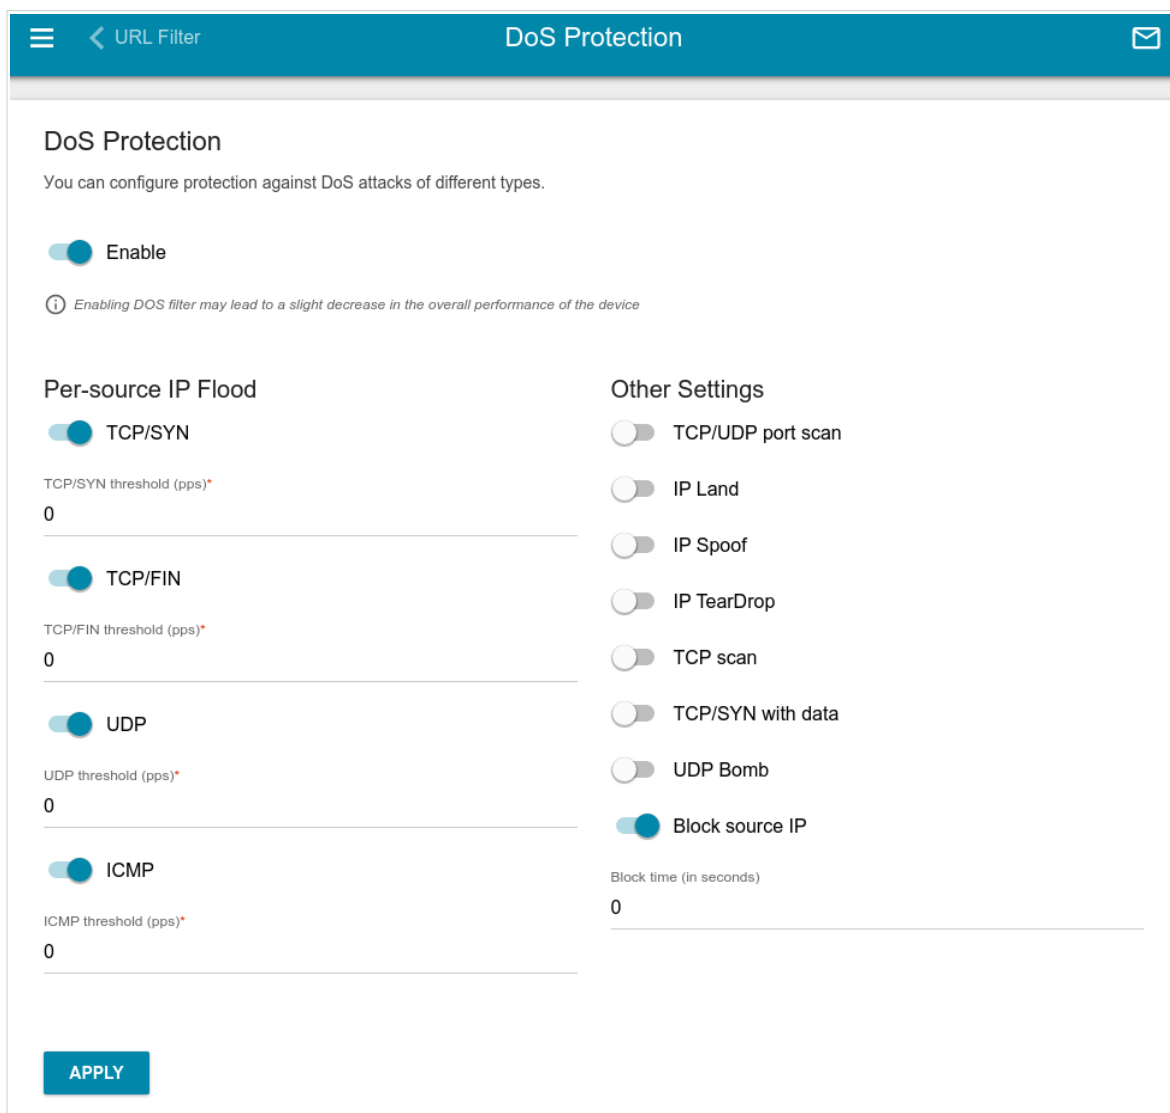 URL Filter
DoS Protection
DoS Protection
You can configure protection against DoS attacks of different types.
Enable
Enabling DOS filter may lead to a slight decrease in the overall performance of the device
Per-source IP Flood
TCP/SYN
TCP/SYN threshold (pps)*
0
TCP/FIN
TCP/FIN threshold (pps)*
0
UDP
UDP threshold (pps)*
0
ICMP
ICMP threshold (pps)*
0
Other Settings
TCP/UDP port scan
IP Land
IP Spoof
IP TearDrop
TCP scan
TCP/SYN with data
UDP Bomb
Block source IP
Block time (in seconds)
0
APPLY